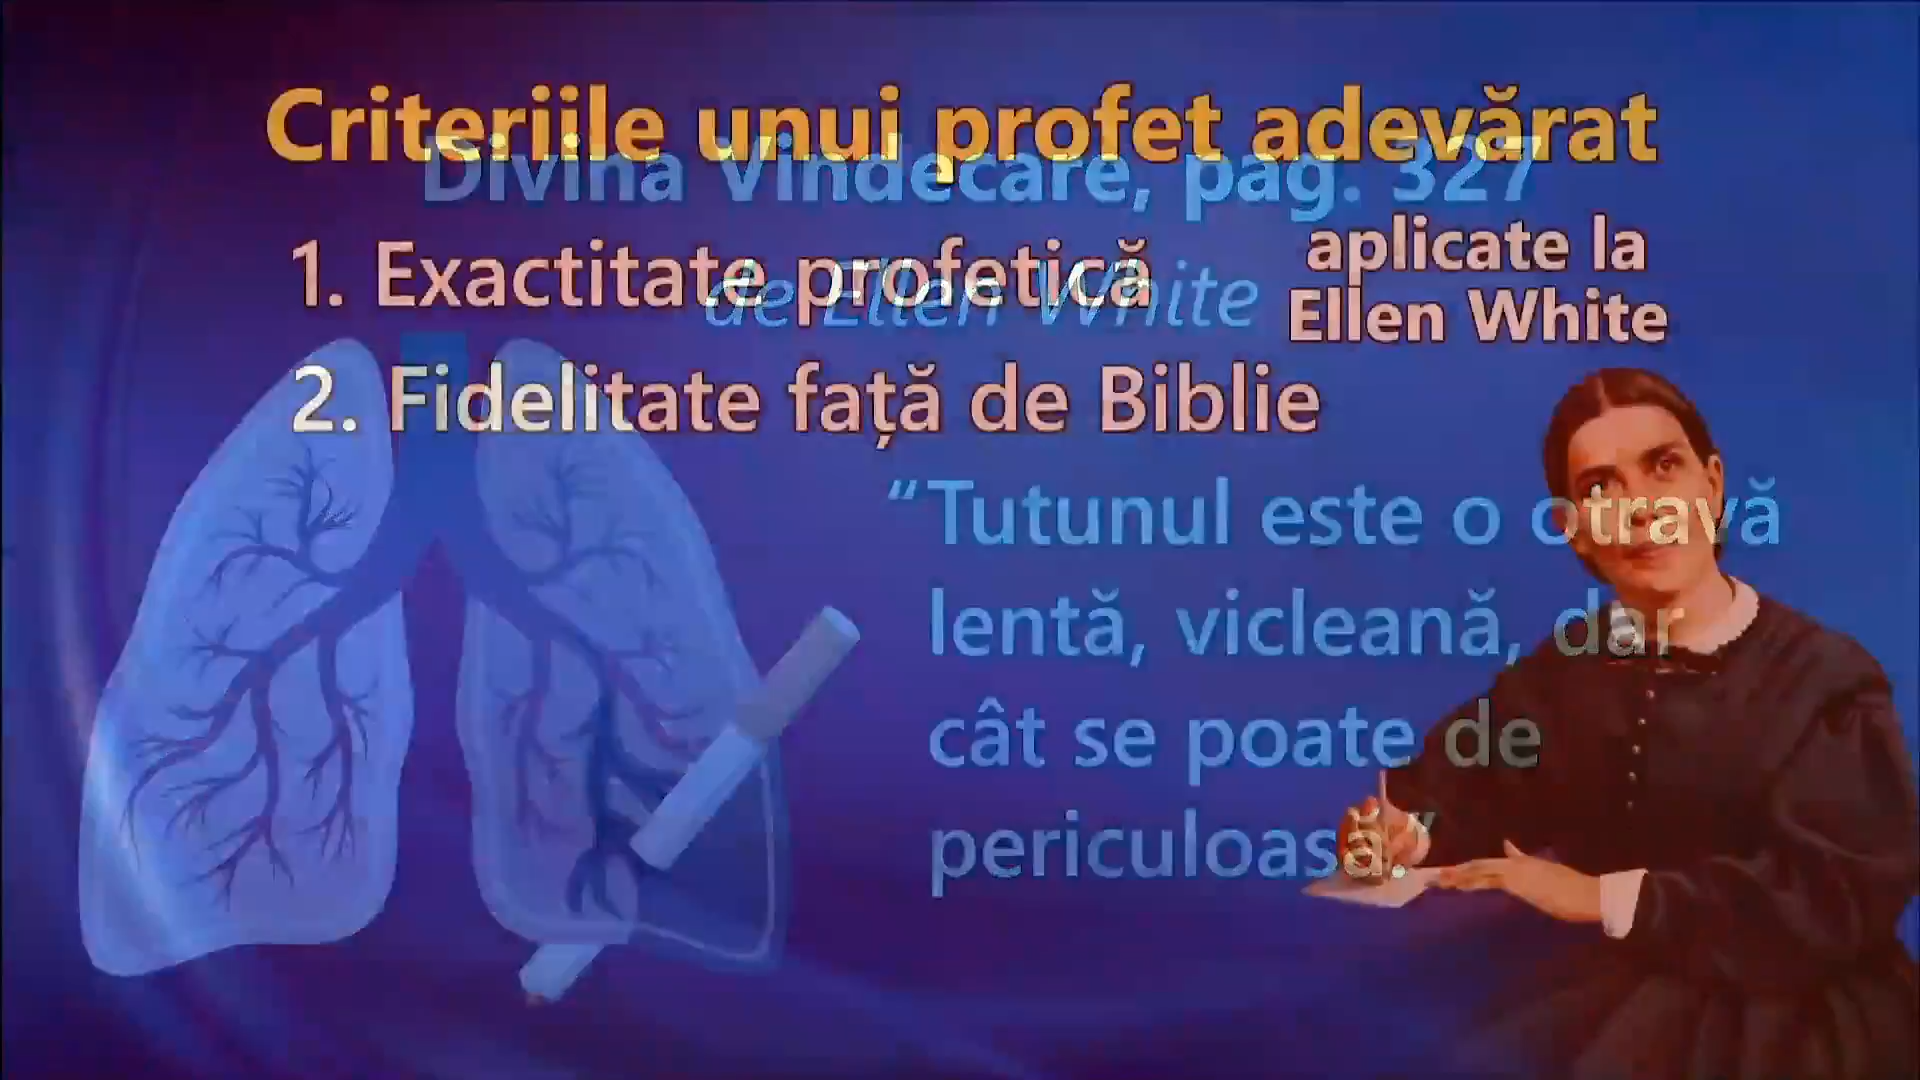 Criteriile unui profet adevărat
Divina Vindecare, pag. 327
de Ellen White
1. Exactitate profetică
aplicate la
Ellen White
2. Fidelitate față de Biblie
“Tutunul este o otravă
lentă, vicleană, dar
cât se poate de
periculoasă.”